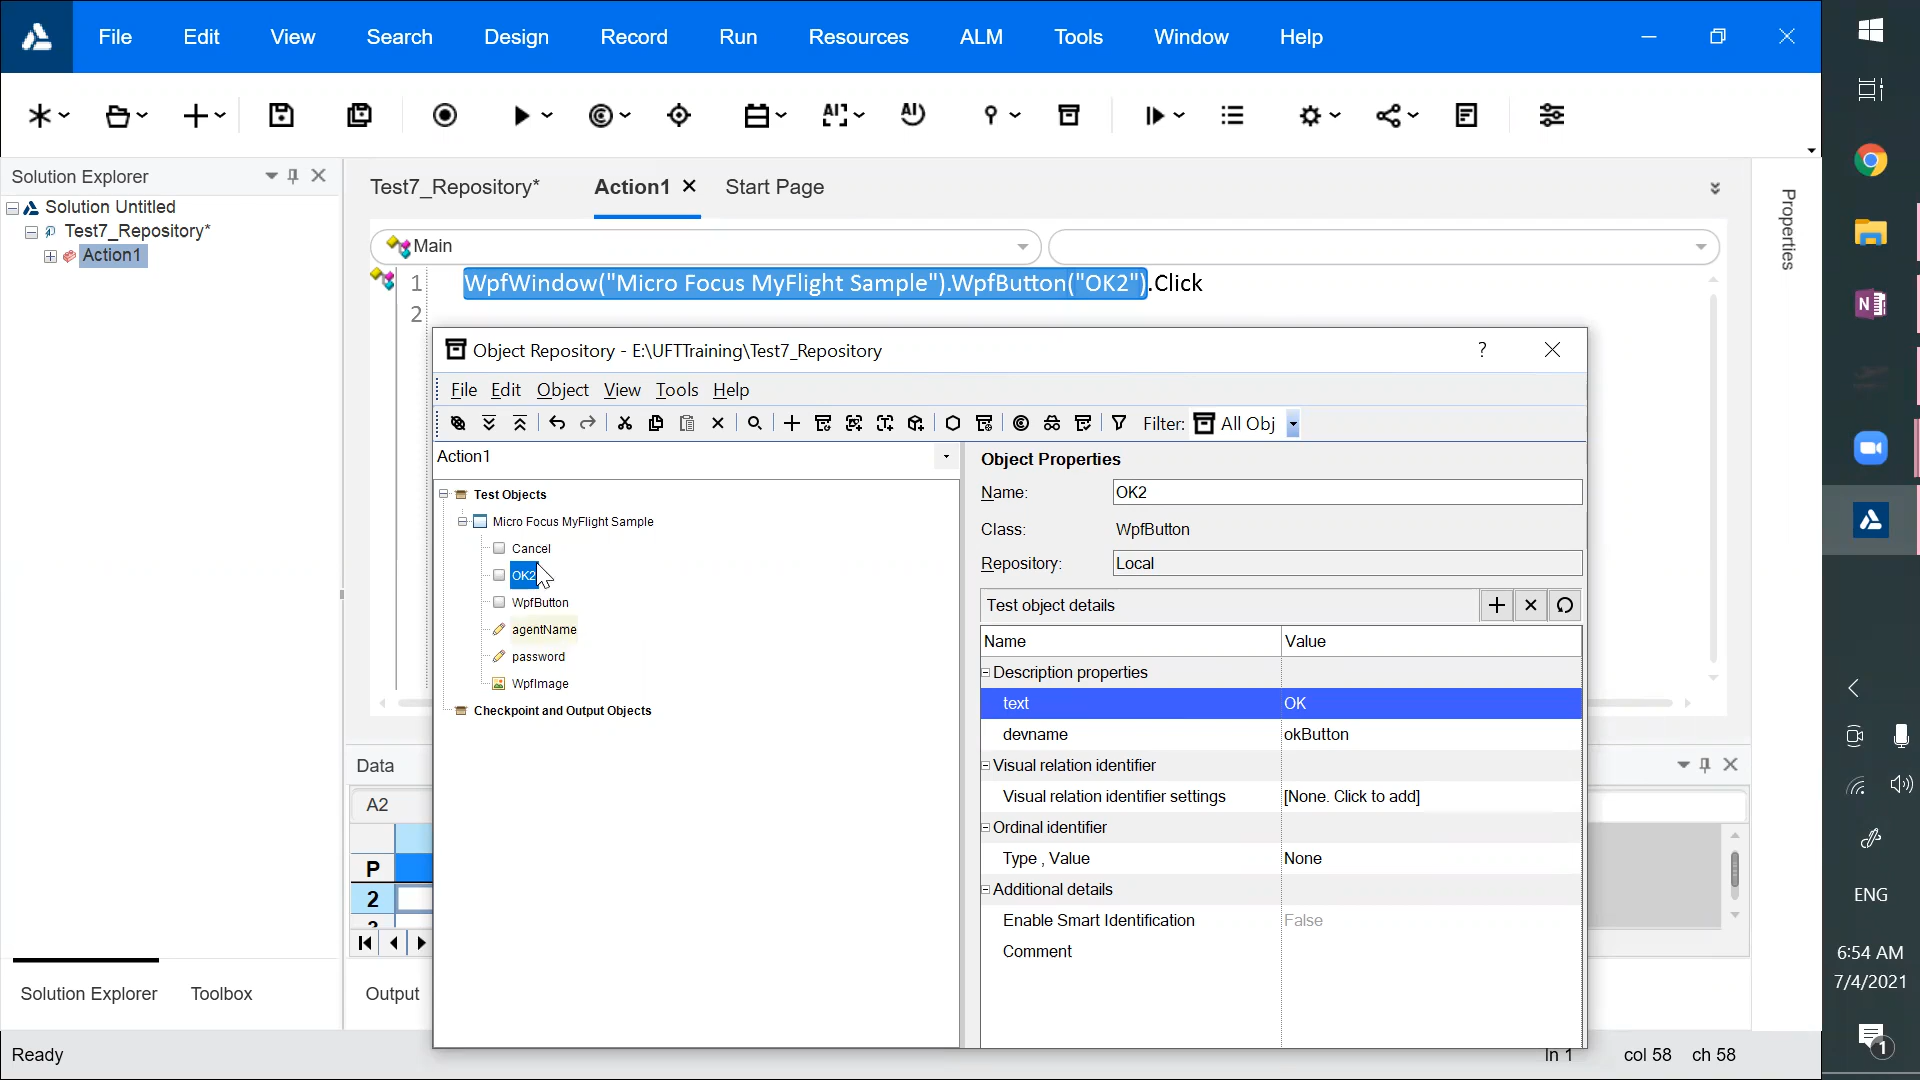 File Edit View Search Design Record Run Resources ALM Tools Window Help
Solution Explorer
Solution Untitled
Test7_Repository*
Action1
Test7_Repository* Action1 Start Page
Main
1 WpfWindow("Micro Focus MyFlight Sample").WpfButton("OK2").Click
2
Properties
Object Repository - E:\UFTTraining\Test7_Repository
File Edit Object View Tools Help
Filter: All Obj
Action1
Test Objects
Micro Focus MyFlight Sample
Cancel
OK2
WpfButton
agentName
password
WpfImage
Checkpoint and Output Objects
Object Properties
Name: OK2
Class: WpfButton
Repository: Local
Test object details
Name Value
Description properties
text OK
devname okButton
Visual relation identifier
Visual relation identifier settings [None. Click to add]
Ordinal identifier
Type , Value None
Additional details
Enable Smart Identification False
Comment
Data
A2
P
2
Solution Explorer Toolbox
Output
Ready
ln 1 col 58 ch 58
ENG
6:54 AM
7/4/2021
1